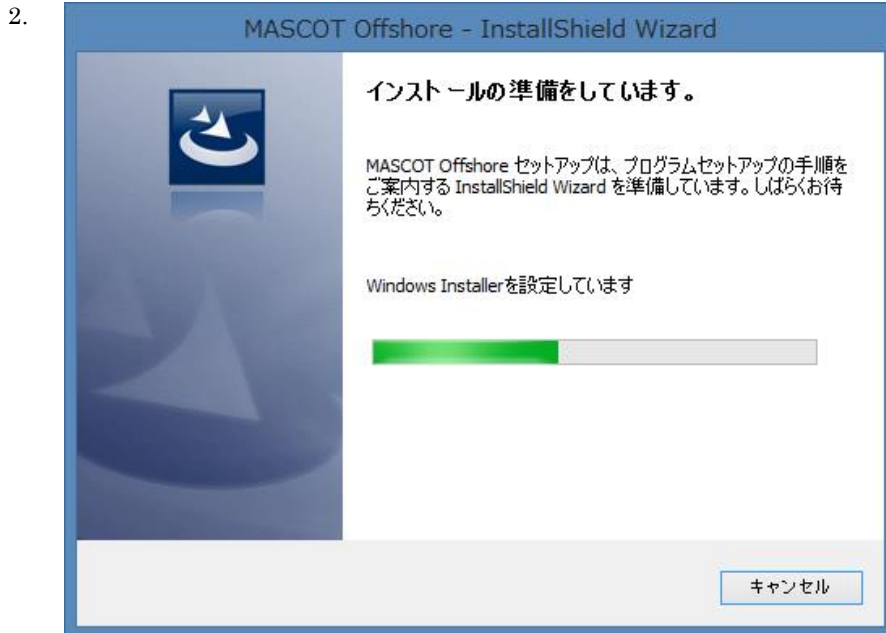 2.
MASCOT Offshore - InstallShield Wizard
インストールの準備をしています。
MASCOT Offshore セットアップは、プログラムセットアップの手順を
ご案内する InstallShield Wizard を準備しています。しばらくお待
ちください。
Windows Installerを設定しています
キャンセル